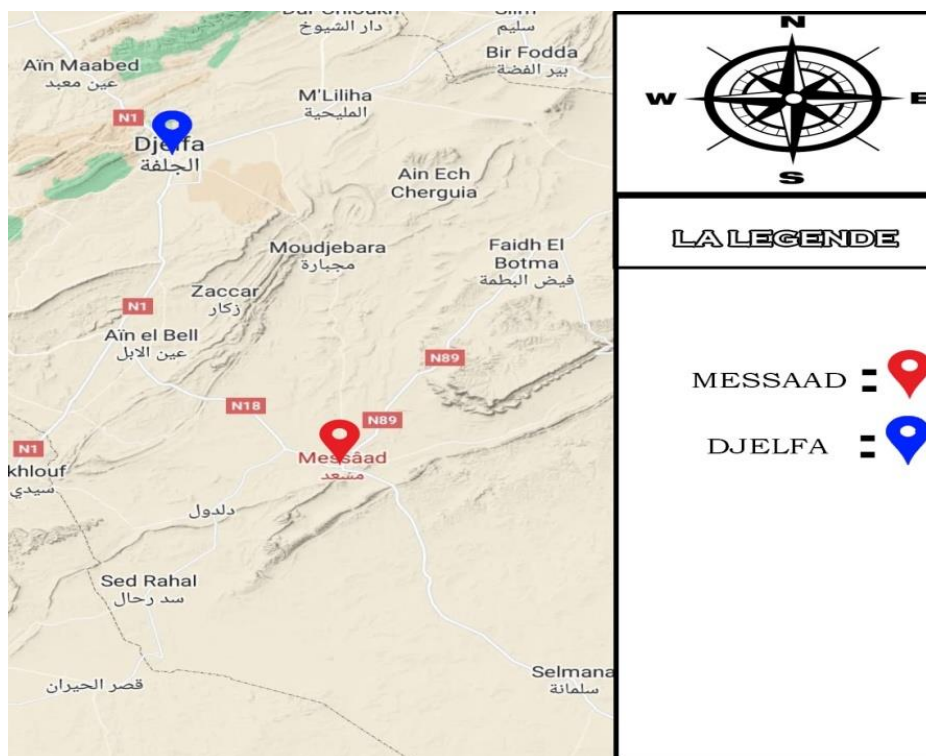 دار الشيوخ
سليم
Bir Fodda
بير الفضة
Aïn Maabed
عين معبد
M'Liliha
المليحية
N1
Djelfa
الجلفة
Ain Ech
Cherguia
Moudjebara
مجبارة
Faidh El
Botma
فيض البطمة
Zaccar
زكار
N1
Aïn el Bell
عين الابل
N89
N18
N89
N1
Messâad
مسعد
khlouf
سيدي
دلدول
Sed Rahal
سد رحال
قصر الحيران
Selmana
سلمانة
N
W
E
S
LA LEGENDE
MESSAAD :
DJELFA :